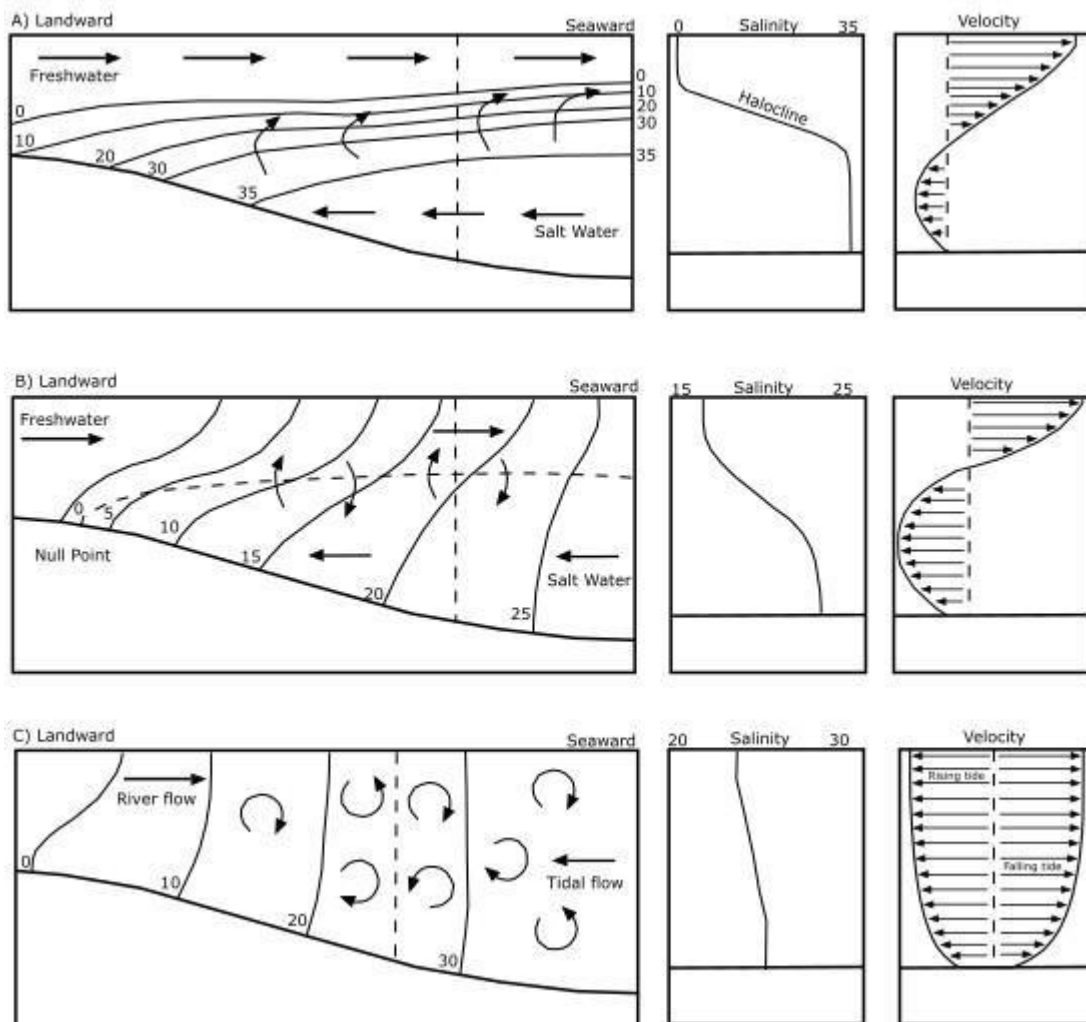 A) Landward
Seaward
0 Salinity 35
Velocity
Freshwater
0
10
20
30
35
0
10
20
30
35
Salt Water
Halocline
B) Landward
Seaward
15 Salinity 25
Velocity
Freshwater
0
5
10
15
20
25
Null Point
Salt Water
C) Landward
Seaward
20 Salinity 30
Velocity
River flow
Tidal flow
0
10
20
30
Rising tide
Falling tide